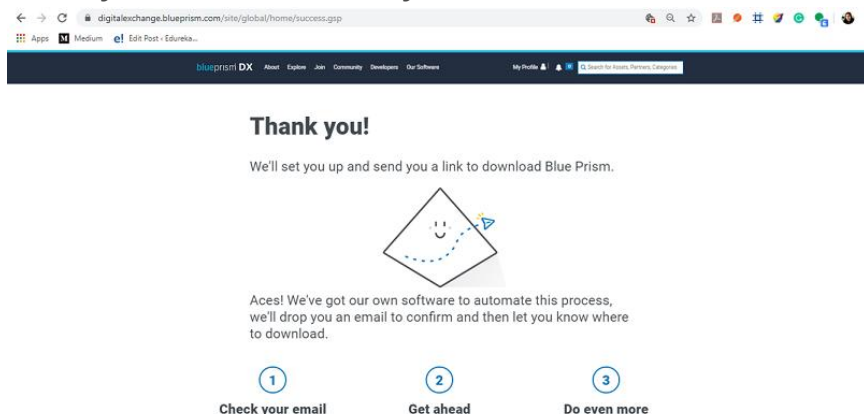 digitalexchange.blueprism.com/site/global/home/success.gsp
Apps M Medium e! Edit Post ‹ Edureka...
blueprism DX About Explore Join Community Developers Our Software My Profile Search for Assets, Partners, Categories
Thank you!
We'll set you up and send you a link to download Blue Prism.
Aces! We've got our own software to automate this process,
we'll drop you an email to confirm and then let you know where
to download.
1 2 3
Check your email Get ahead Do even more